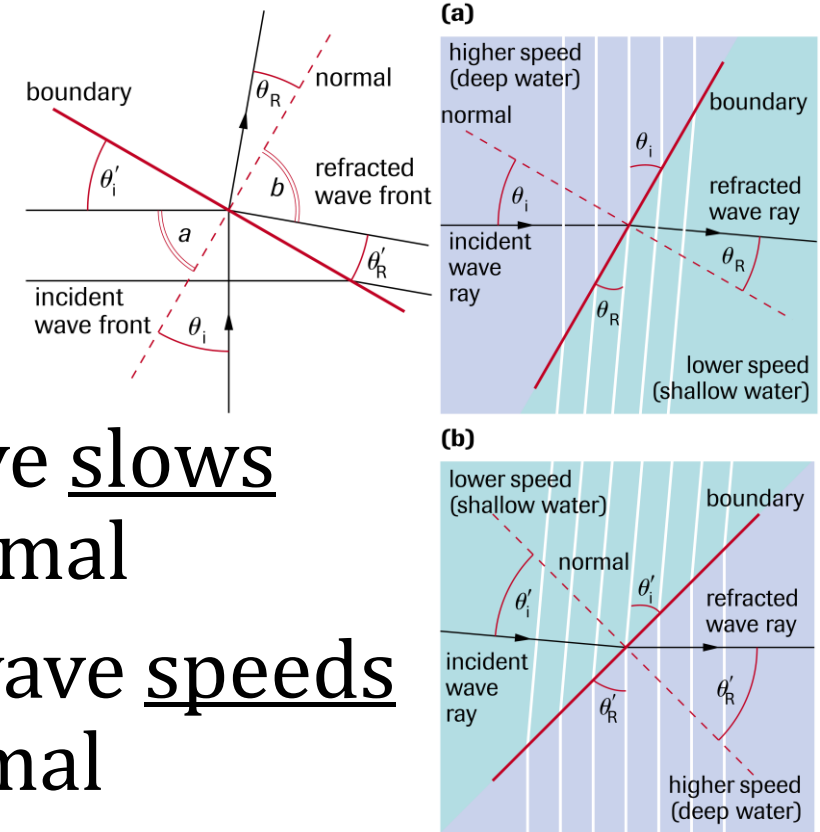 boundary
θ′i
a
incident
wave front
θi
θR
normal
refracted
wave front
b
θ′R
(a)
higher speed
(deep water)
normal
θi
θi
boundary
incident
wave
ray
refracted
wave ray
θR
θR
lower speed
(shallow water)
ve slows
mal
vave speeds
mal
(b)
lower speed
(shallow water)
boundary
normal
θ′i
θ′i
refracted
wave ray
incident
wave
ray
θ′R
θ′R
higher speed
(deep water)